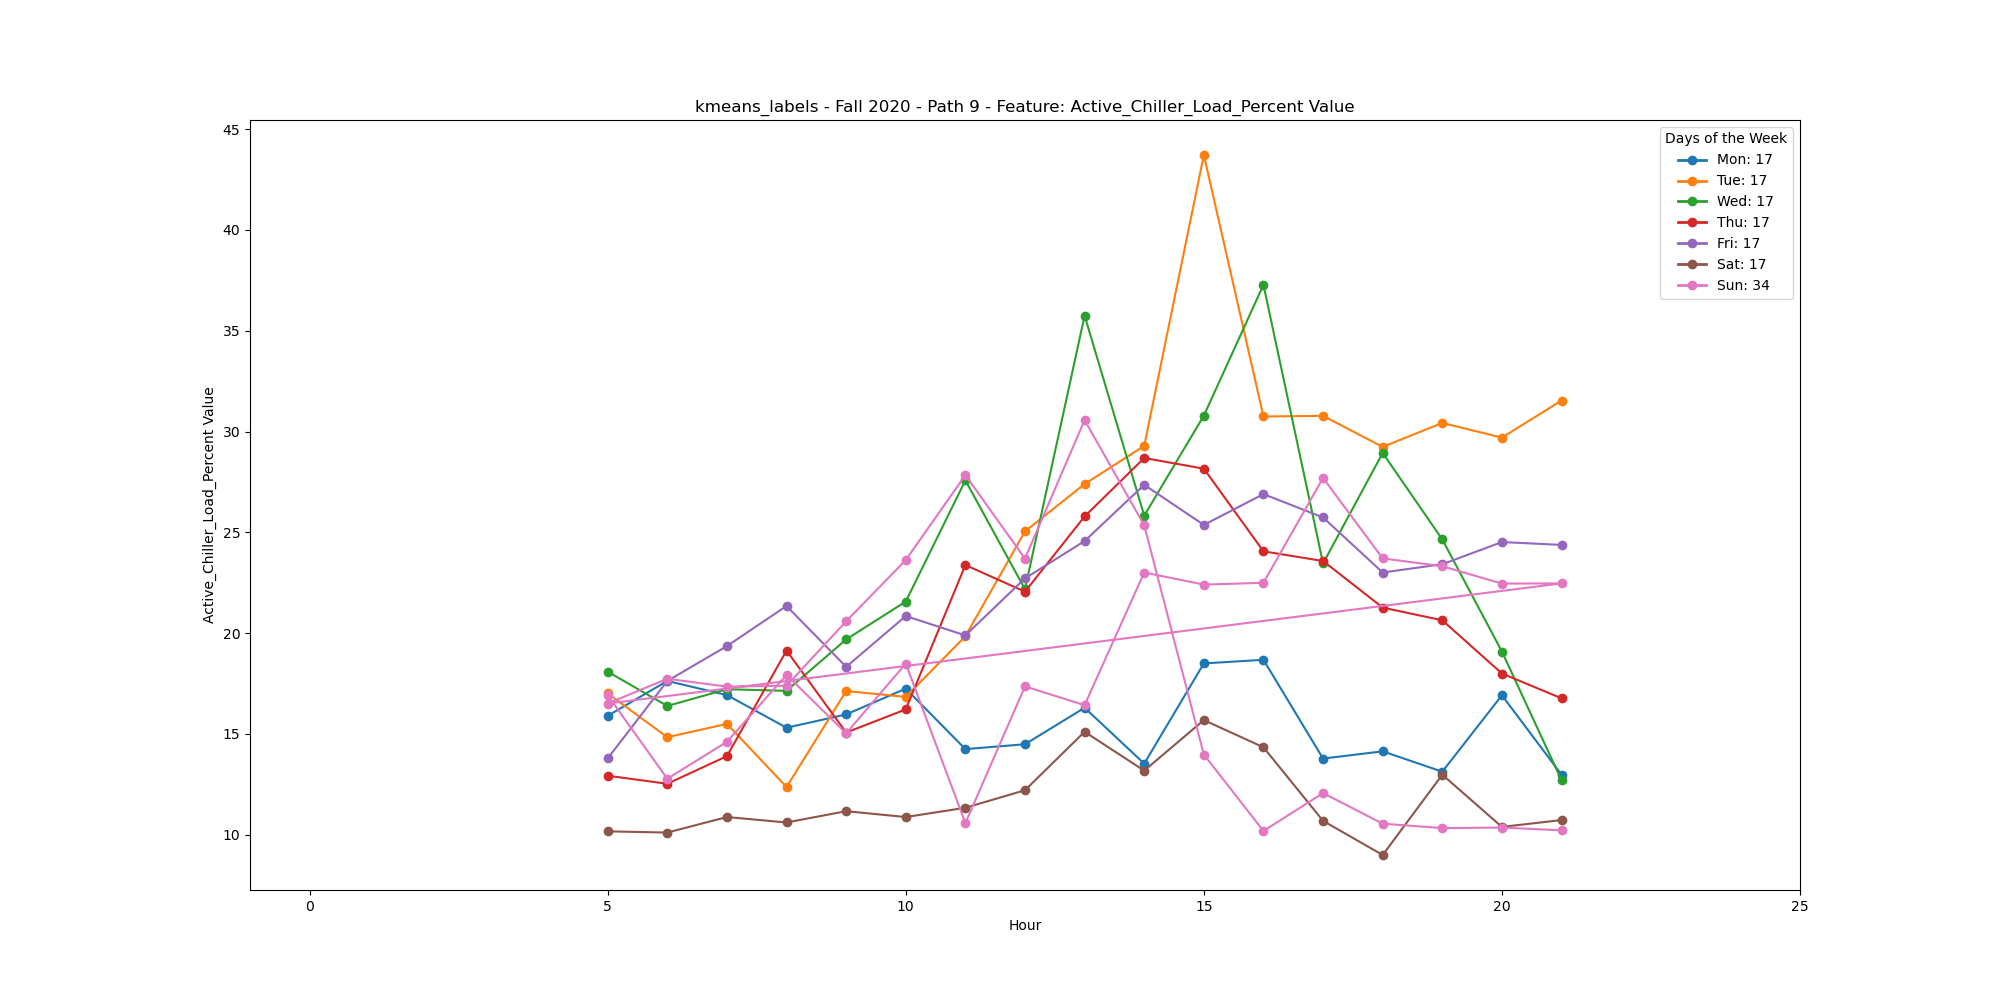 kmeans_labels - Fall 2020 - Path 9 - Feature: Active_Chiller_Load_Percent Value
Days of the Week
Mon: 17
Tue: 17
Wed: 17
Thu: 17
Fri: 17
Sat: 17
Sun: 34
Active_Chiller_Load_Percent Value
45
40
35
30
25
20
15
10
0 5 10 15 20 25
Hour